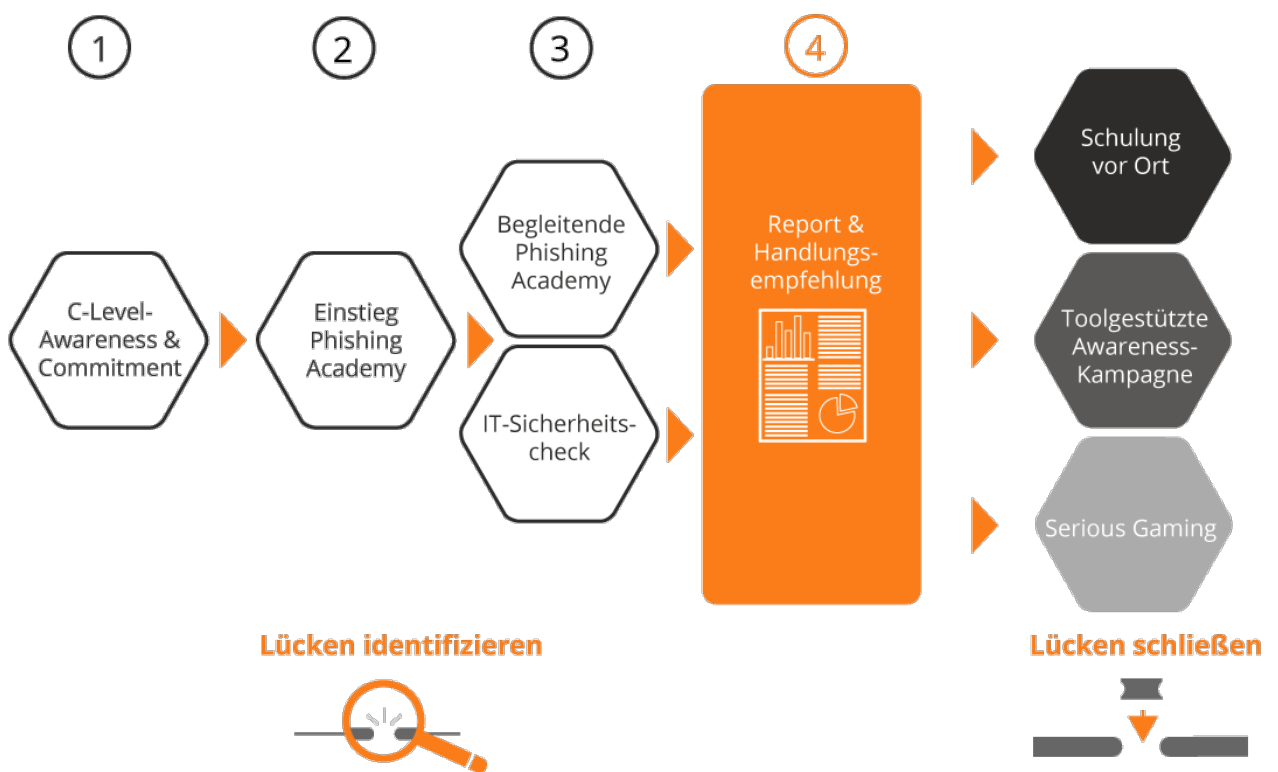 1
2
3
4
C-Level-
Awareness &
Commitment
Einstieg
Phishing
Academy
Begleitende
Phishing
Academy
IT-Sicherheits-
check
Report &
Handlungs-
empfehlung
Schulung
vor Ort
Toolgestützte
Awareness-
Kampagne
Serious Gaming
Lücken identifizieren
Lücken schließen